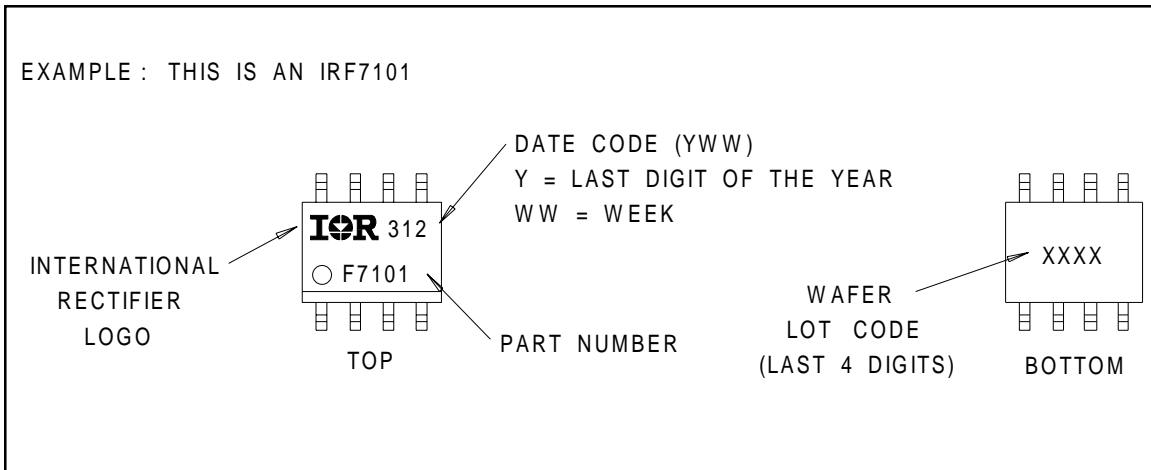 EXAMPLE : THIS IS AN IRF7101
DATE CODE (YWW)
Y = LAST DIGIT OF THE YEAR
WW = WEEK
IOR 312
F7101
INTERNATIONAL
RECTIFIER
LOGO
TOP
PART NUMBER
XXXX
WAFER
LOT CODE
(LAST 4 DIGITS)
BOTTOM